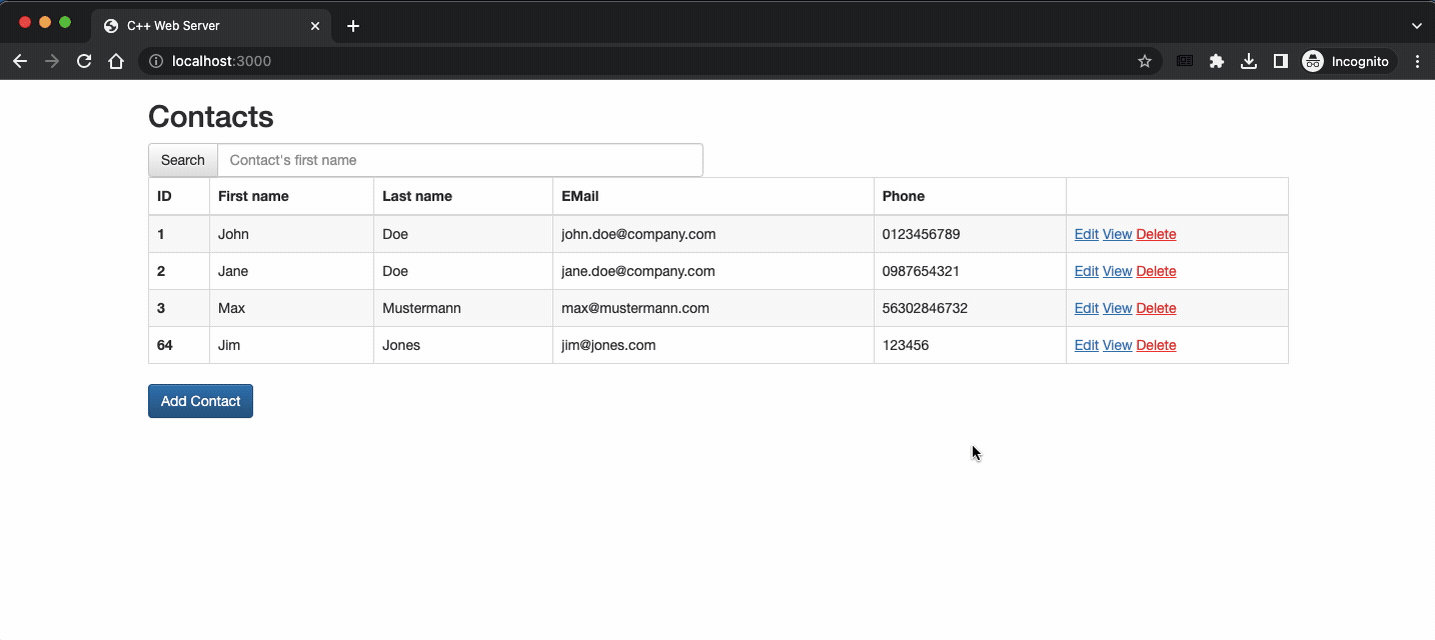 C++ Web Server
localhost:3000
Incognito
Contacts
Search Contact's first name
ID First name Last name EMail Phone
1 John Doe john.doe@company.com 0123456789 Edit View Delete
2 Jane Doe jane.doe@company.com 0987654321 Edit View Delete
3 Max Mustermann max@mustermann.com 56302846732 Edit View Delete
64 Jim Jones jim@jones.com 123456 Edit View Delete
Add Contact